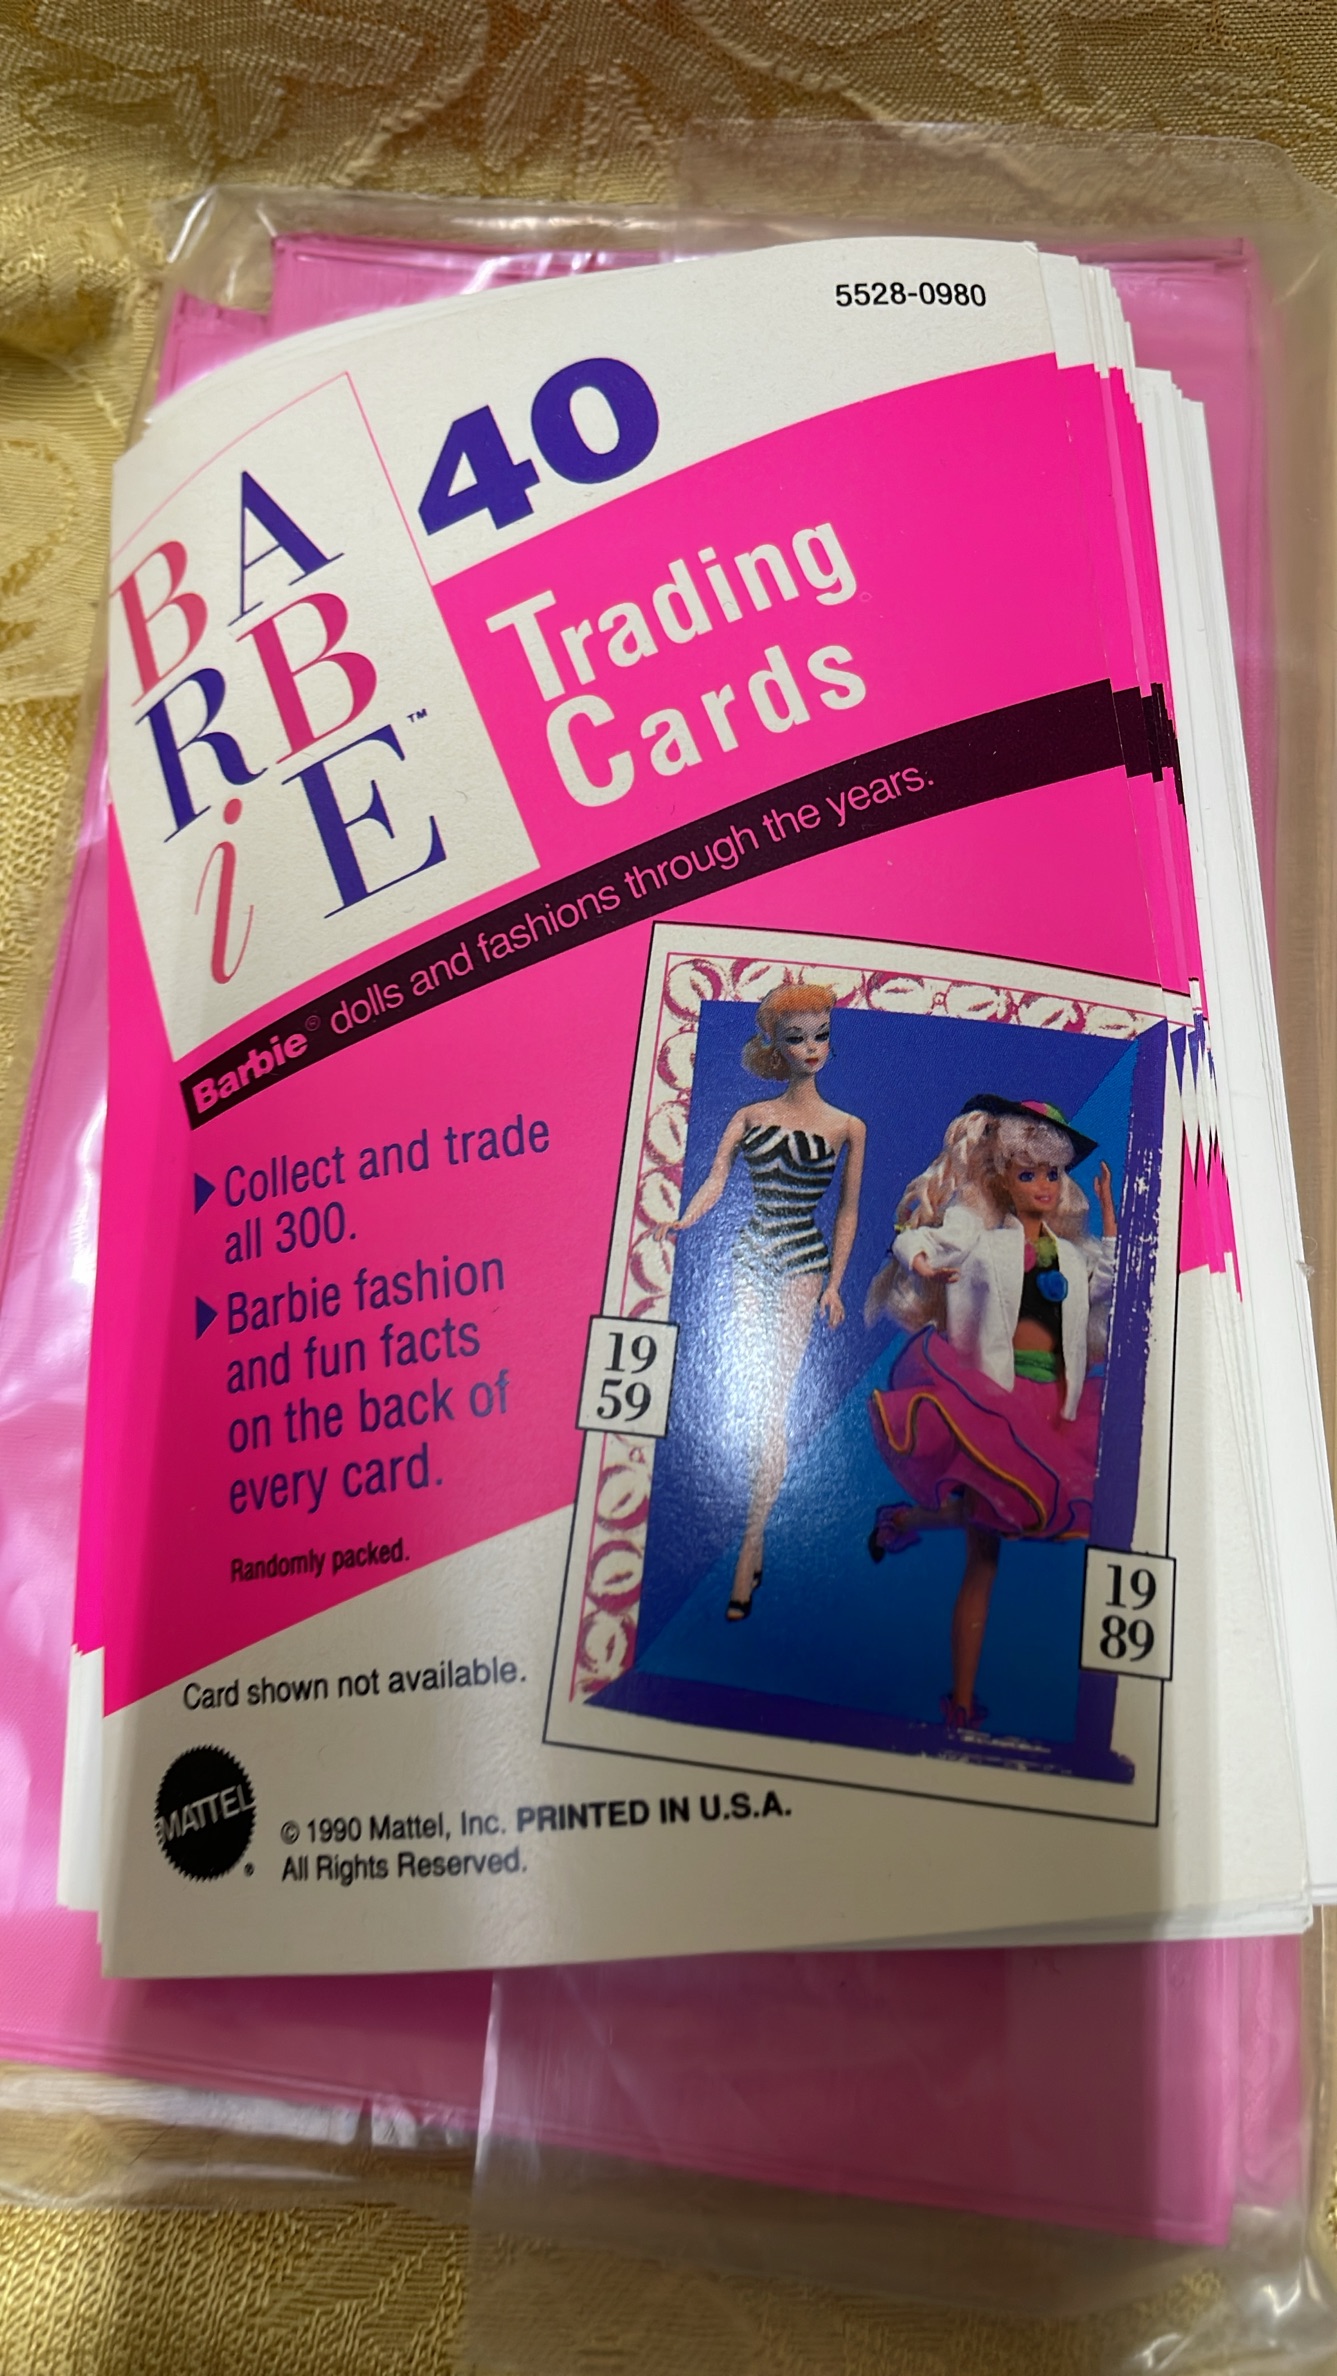 5528-0980
40
BARBiE™
Trading
Cards
Barbie® dolls and fashions through the years.
Collect and trade
all 300.
Barbie fashion
and fun facts
on the back of
every card.
Randomly packed.
19
59
19
89
Card shown not available.
MATTEL®
© 1990 Mattel, Inc. PRINTED IN U.S.A.
All Rights Reserved.